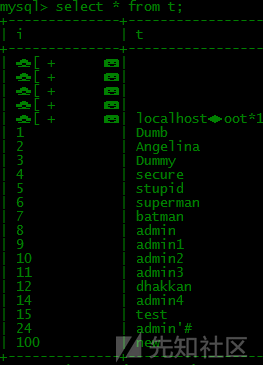 mysql> select * from t;
+
| i | t |
+
| [ + |
| [ + |
| [ + |
| [ + |
| [ + | localhost oot*1
| 1 | Dumb
| 2 | Angelina
| 3 | Dummy
| 4 | secure
| 5 | stupid
| 6 | superman
| 7 | batman
| 8 | admin
| 9 | admin1
| 10 | admin2
| 11 | admin3
| 12 | dhakkan
| 14 | admin4
| 15 | test
| 24 | admin'#
| 100 | new
先知社区